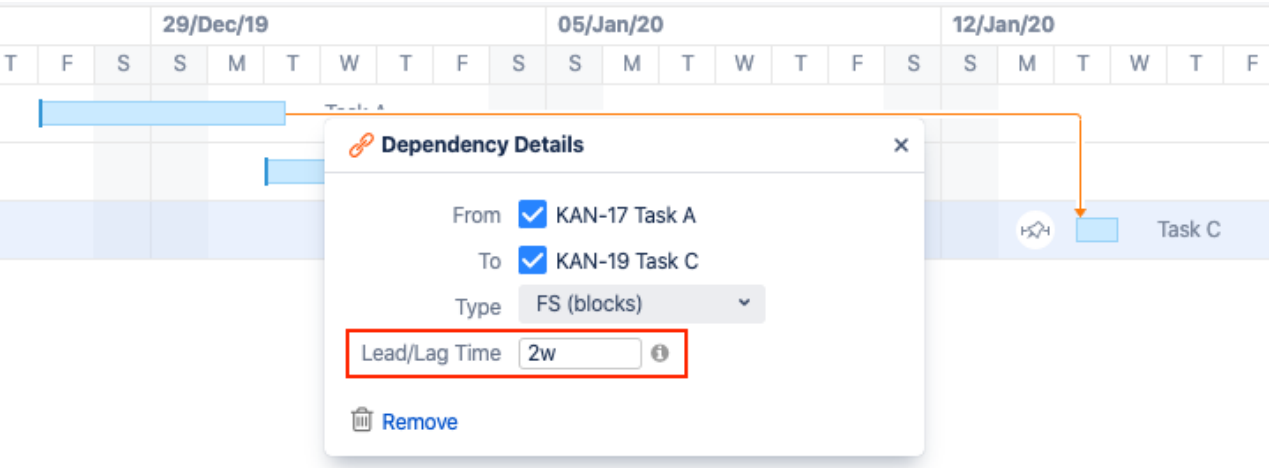 29/Dec/19 05/Jan/20 12/Jan/20
T F S S M T W T F S S M T W T F S S M T W T F
Task A
Dependency Details
From KAN-17 Task A
To KAN-19 Task C
Task C
Type FS (blocks)
Lead/Lag Time 2w
Remove